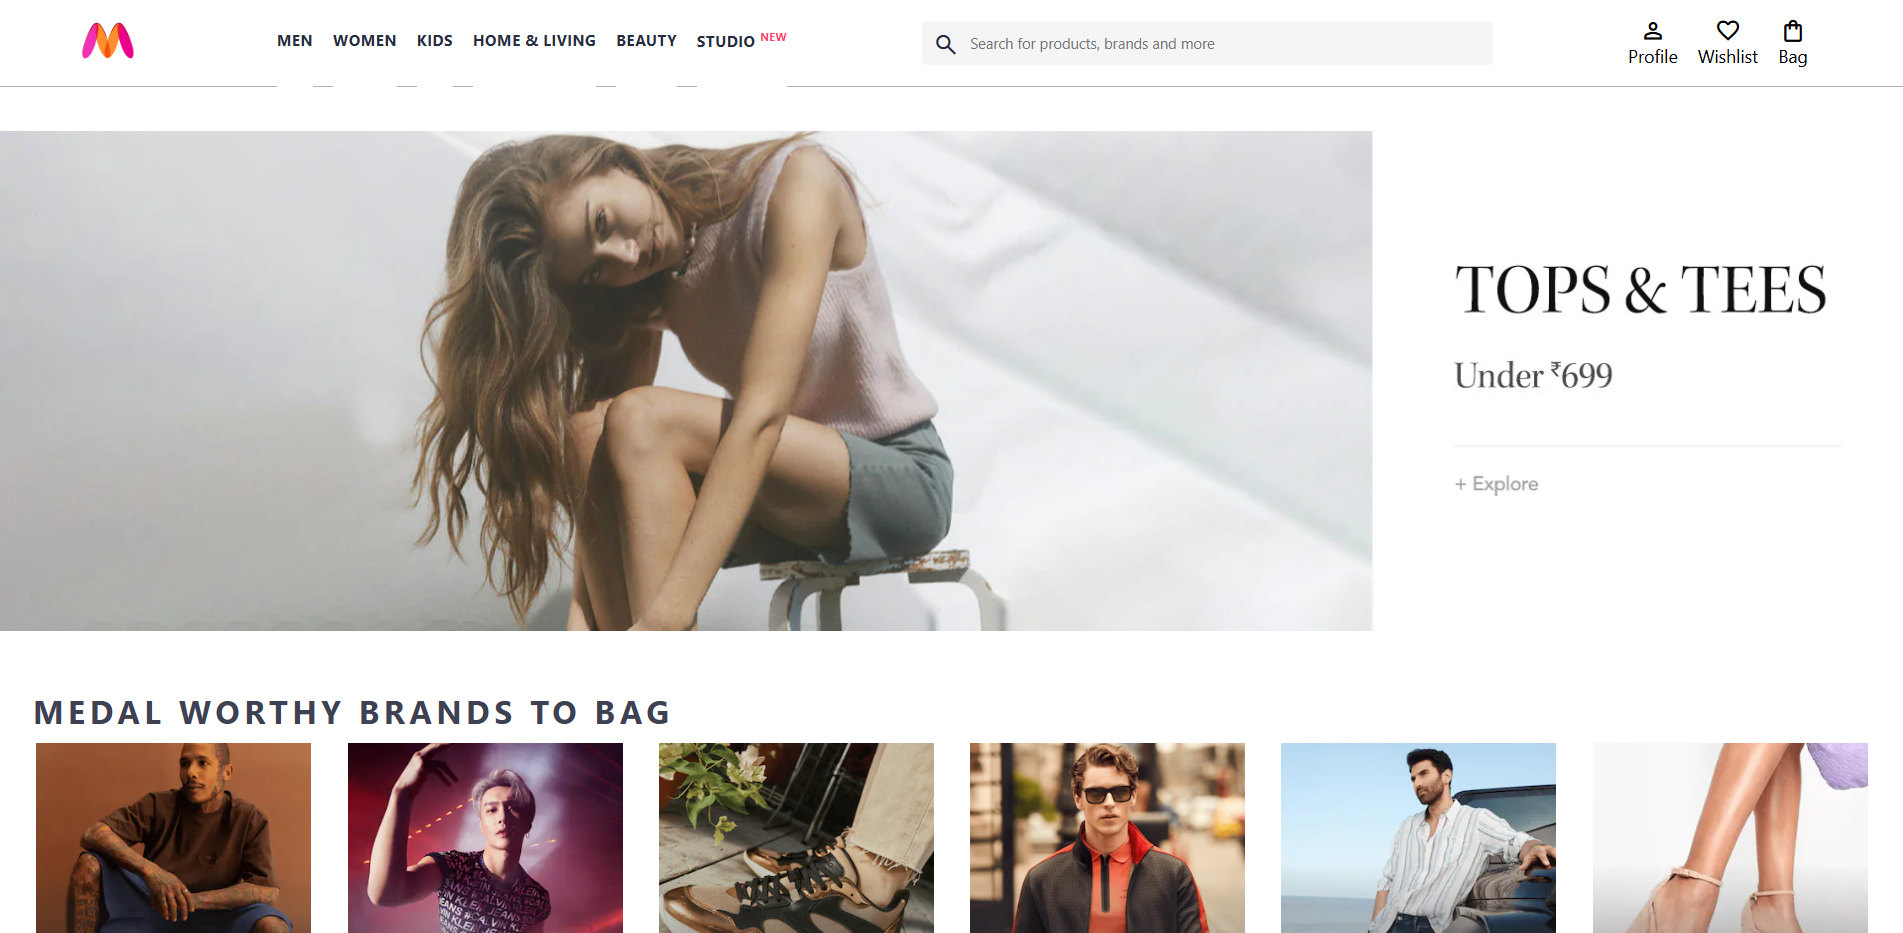 MEN WOMEN KIDS HOME & LIVING BEAUTY STUDIO NEW
Search for products, brands and more
Profile Wishlist Bag
TOPS & TEES
Under ₹699
+ Explore
MEDAL WORTHY BRANDS TO BAG